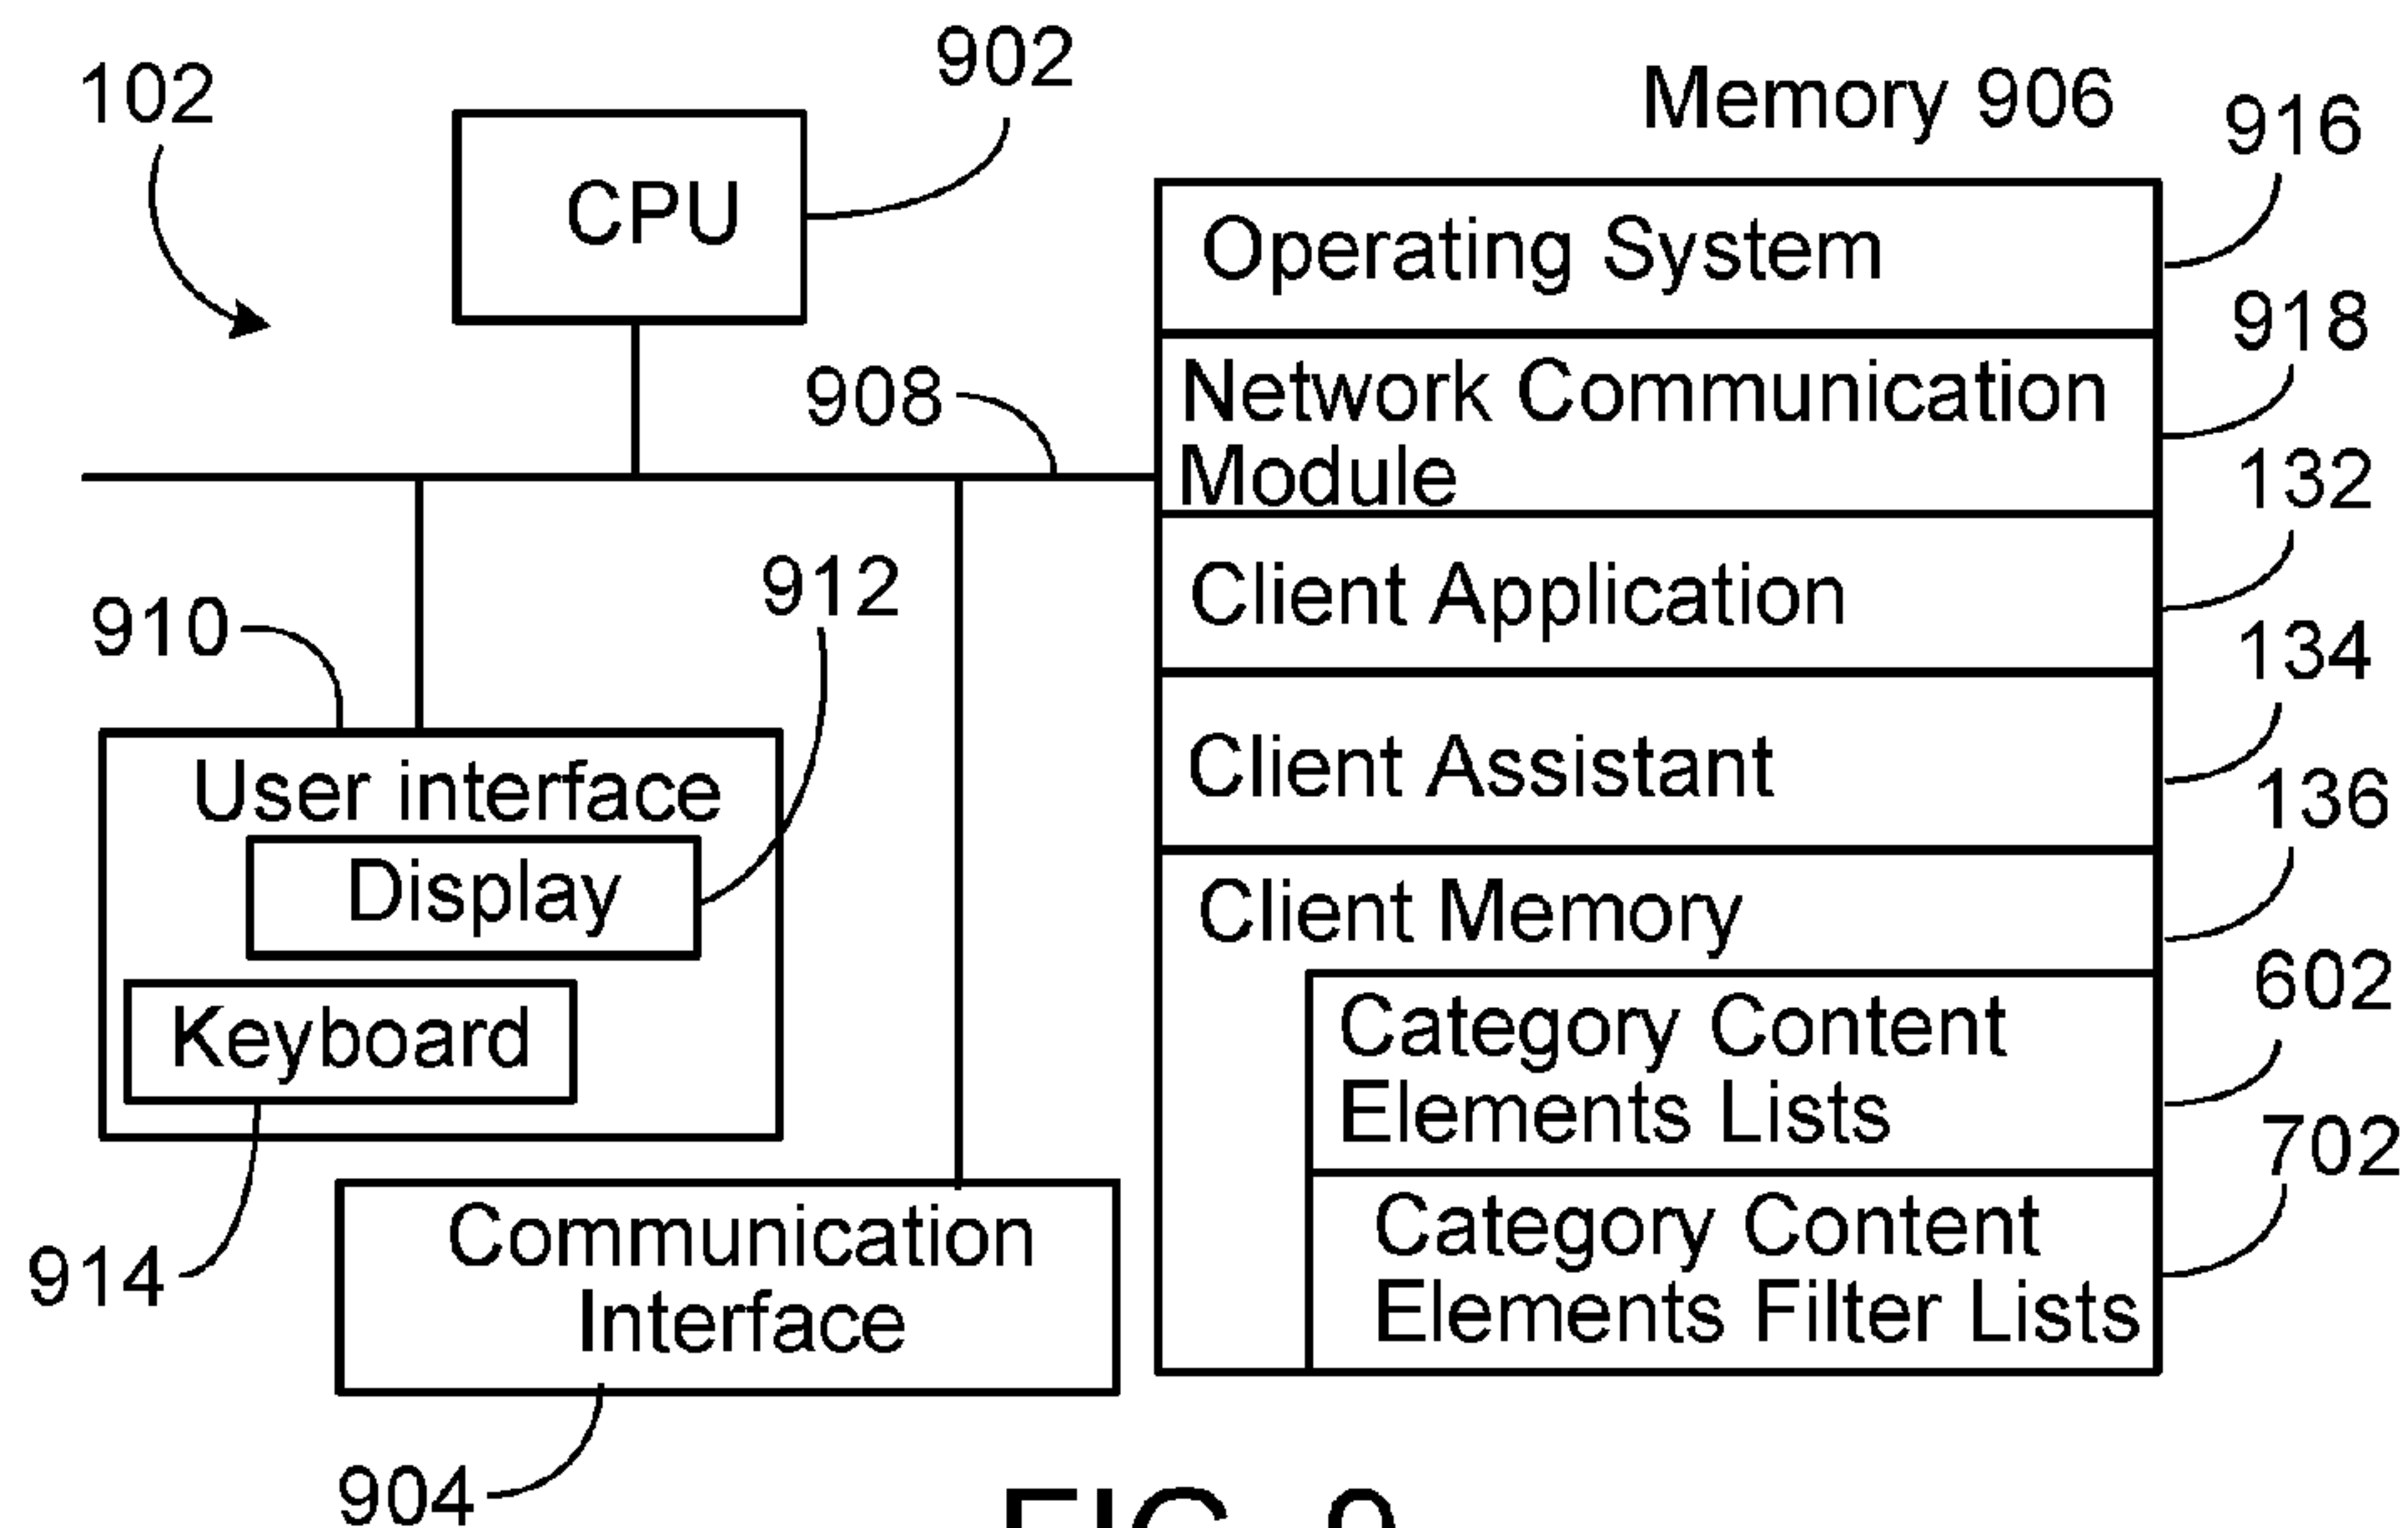 102
902
CPU
Memory 906
916
Operating System
918
908
Network Communication
Module
132
Client Application
912
910
134
Client Assistant
User interface
Display
136
Client Memory
Keyboard
602
Category Content
Elements Lists
702
Communication
Interface
Category Content
Elements Filter Lists
914
904
FIG.